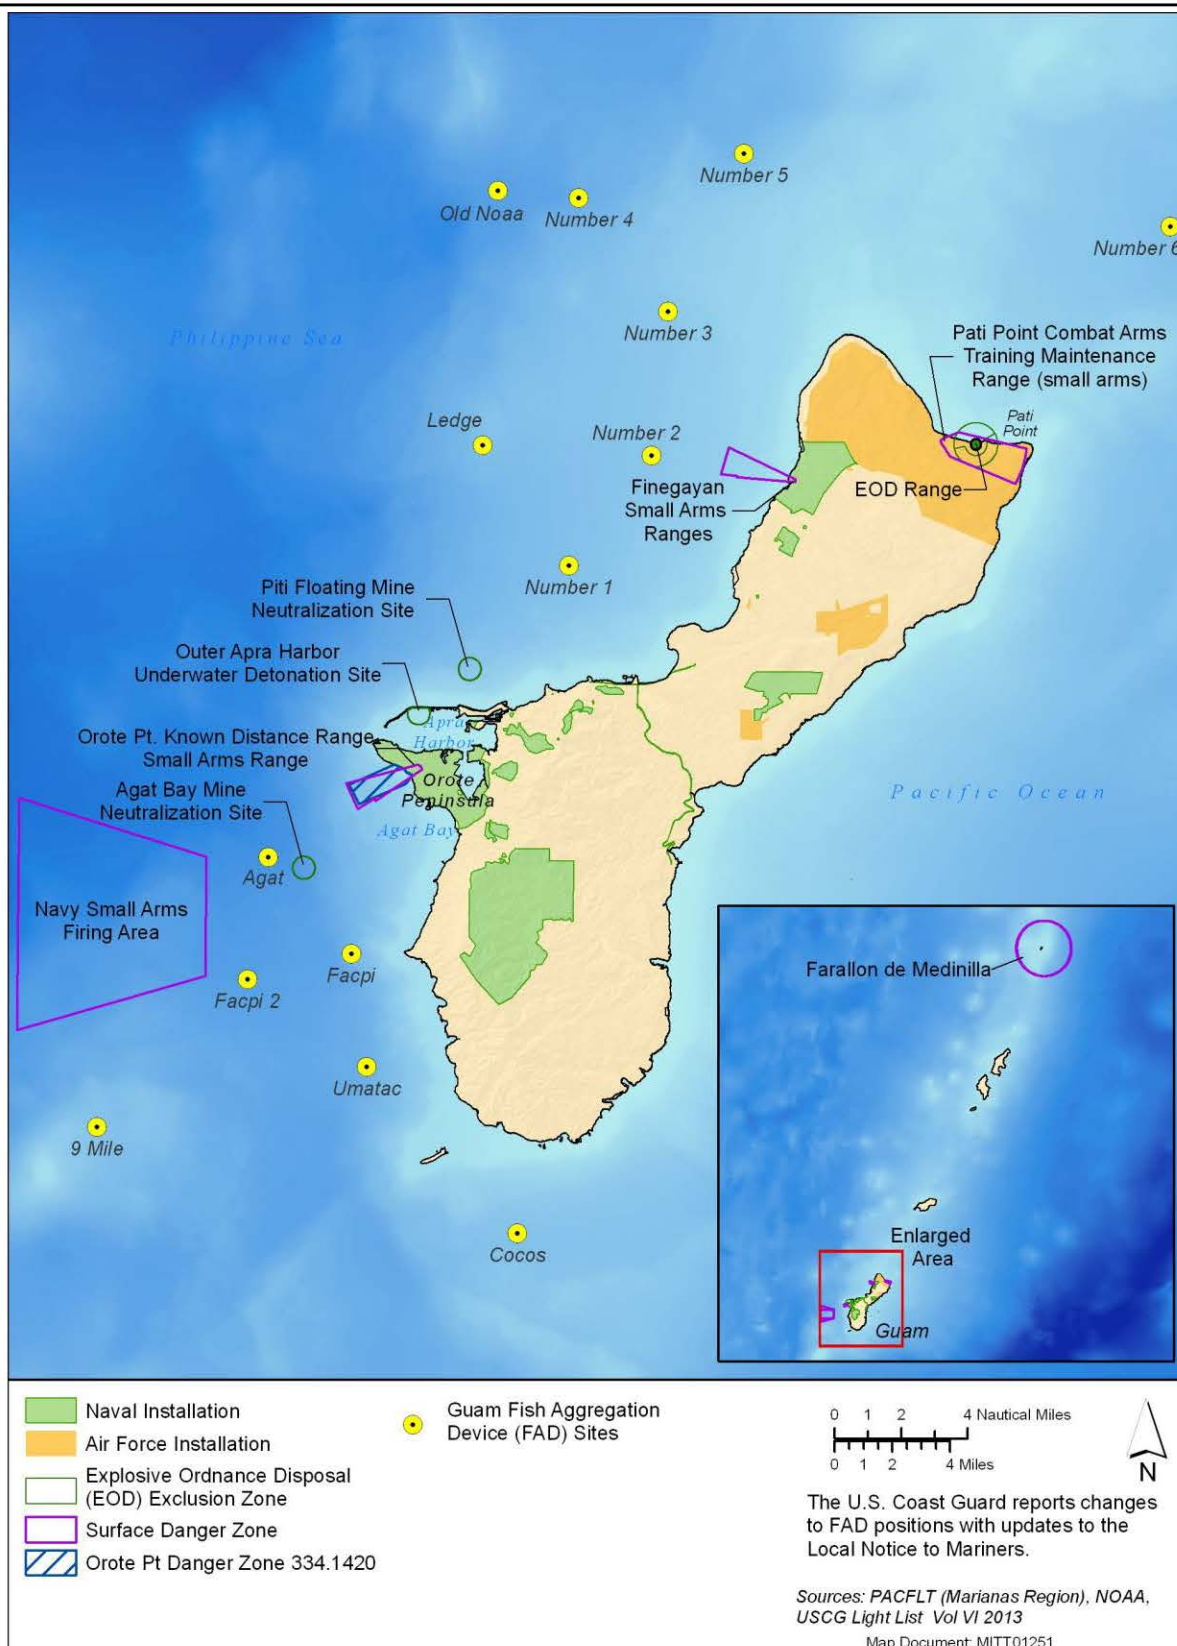 Number 5
Old Noaa
Number 4
Number 6
Number 3
Philippine Sea
Pati Point Combat Arms
Training Maintenance
Range (small arms)
Pati
Point
Ledge
Number 2
EOD Range
Finegayan
Small Arms
Ranges
Number 1
Piti Floating Mine
Neutralization Site
Outer Apra Harbor
Underwater Detonation Site
Apra
Harbor
Orote Pt. Known Distance Range
Small Arms Range
Orote
Peninsula
Agat Bay Mine
Neutralization Site
Agat Bay
Pacific Ocean
Agat
Navy Small Arms
Firing Area
Facpi
Facpi 2
Umatac
9 Mile
Cocos
Farallon de Medinilla
Enlarged
Area
Guam
Naval Installation
Air Force Installation
Explosive Ordnance Disposal
(EOD) Exclusion Zone
Surface Danger Zone
Orote Pt Danger Zone 334.1420
Guam Fish Aggregation
Device (FAD) Sites
0 1 2 4 Nautical Miles
0 1 2 4 Miles
N
The U.S. Coast Guard reports changes
to FAD positions with updates to the
Local Notice to Mariners.
Sources: PACFLT (Marianas Region), NOAA,
USCG Light List Vol VI 2013
Map Document: MITT01251